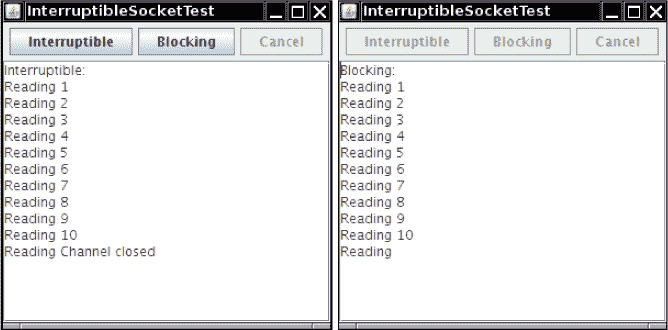 InterruptibleSocketTest
Interruptible Blocking Cancel
Interruptible:
Reading 1
Reading 2
Reading 3
Reading 4
Reading 5
Reading 6
Reading 7
Reading 8
Reading 9
Reading 10
Reading Channel closed
InterruptibleSocketTest
Interruptible Blocking Cancel
Blocking:
Reading 1
Reading 2
Reading 3
Reading 4
Reading 5
Reading 6
Reading 7
Reading 8
Reading 9
Reading 10
Reading